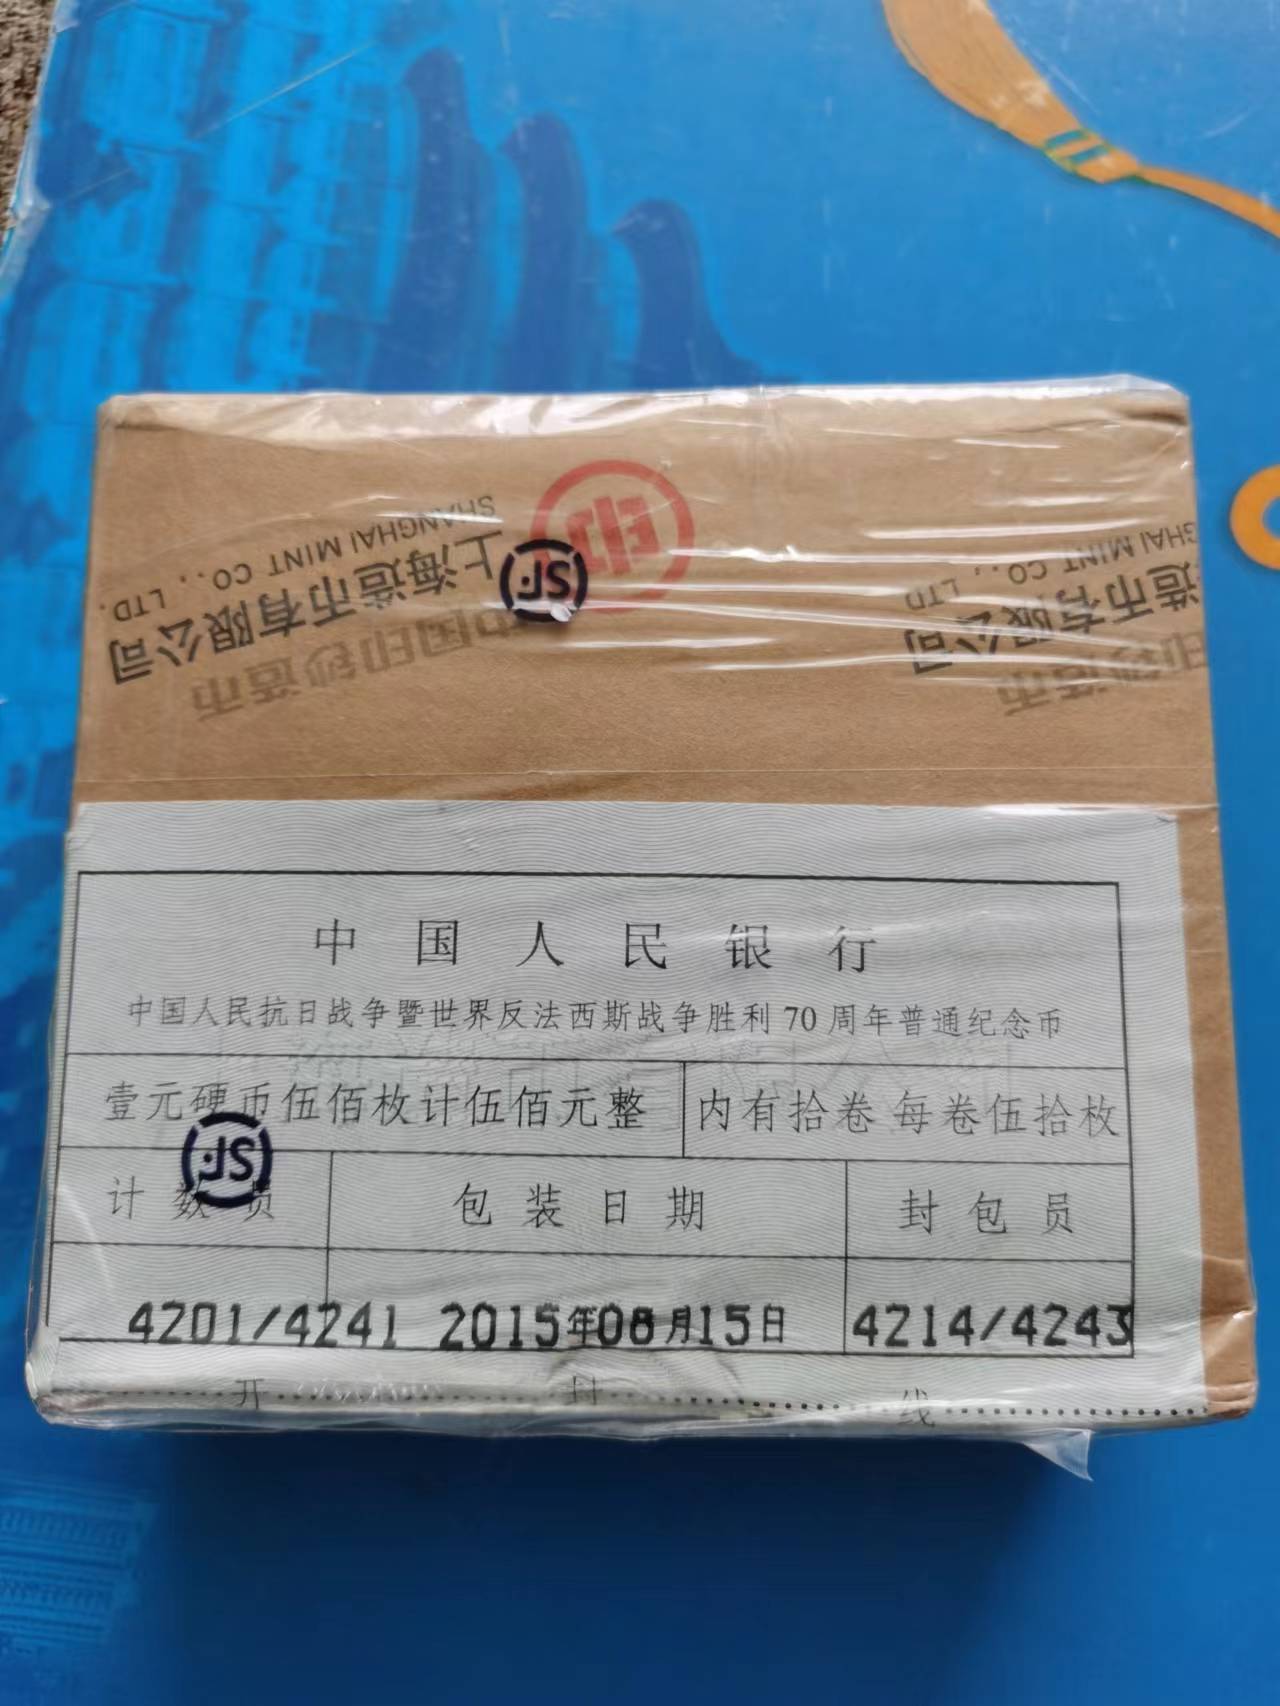 印
SHANGHAI MINT CO., LTD.
上海造币有限公司
中国印钞造币
GHAI MINT CO., LTD
造币有限公司
印钞造币
JS
中国人民银行
中国人民抗日战争暨世界反法西斯战争胜利70周年普通纪念币
壹元硬币伍佰枚计伍佰元整 内有拾卷 每卷伍拾枚
JS
计数员 包装日期 封包员
4201/4241 2015年08月15日 4214/4243
开封线